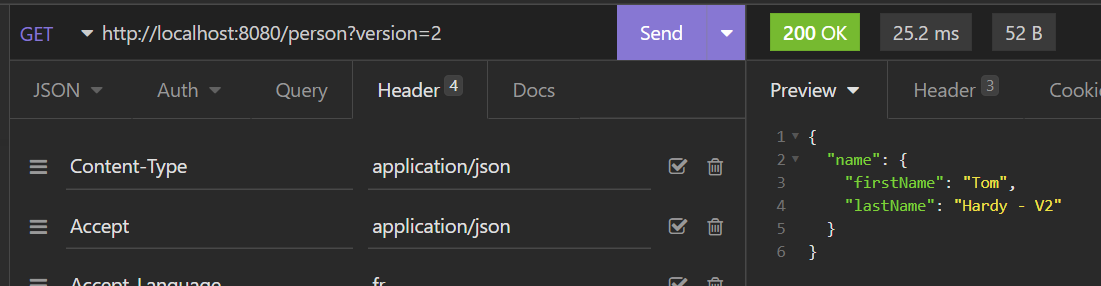 GET http://localhost:8080/person?version=2 Send 200 OK 25.2 ms 52 B
JSON Auth Query Header 4 Docs
Preview Header 3 Cooki
Content-Type application/json
Accept application/json
Accept-Language fr
1 {
2 "name": {
3 "firstName": "Tom",
4 "lastName": "Hardy - V2"
5 }
6 }